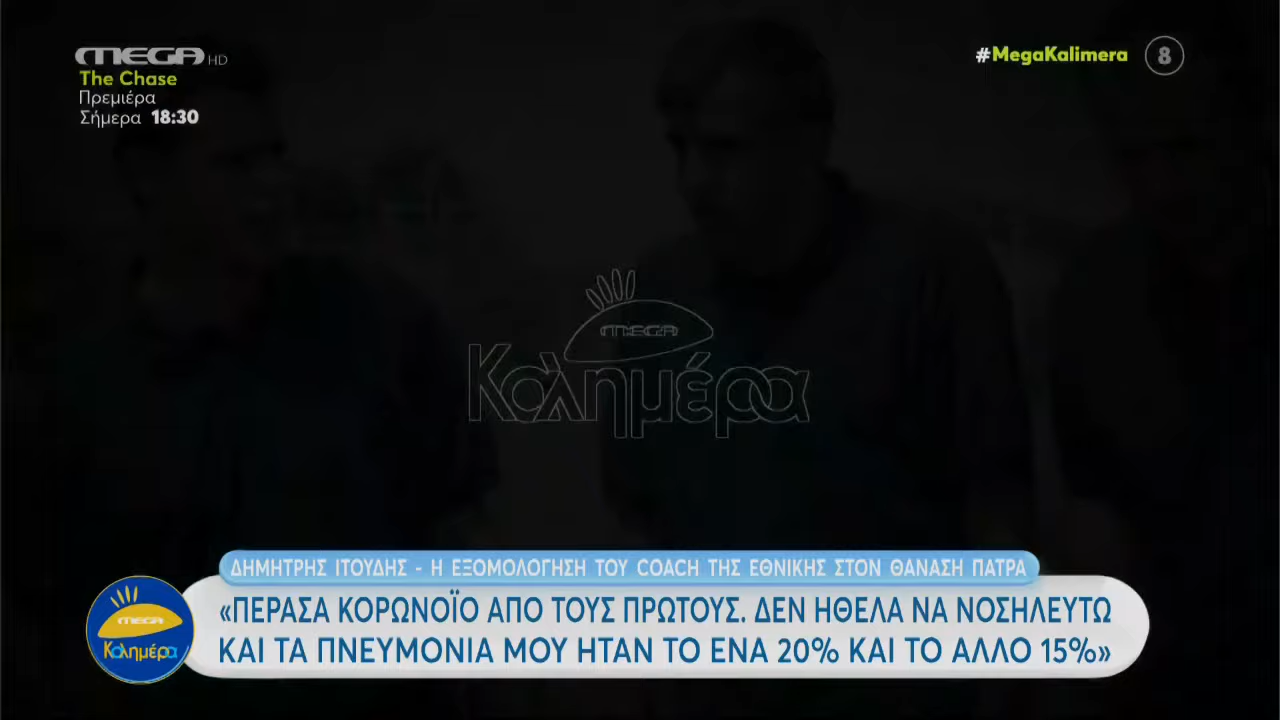 MEGA HD
The Chase
Πρεμιέρα
Σήμερα 18:30
#MegaKalimera 8
MEGA
Καλημέρα
ΔΗΜΗΤΡΗΣ ΙΤΟΥΔΗΣ - Η ΕΞΟΜΟΛΟΓΗΣΗ ΤΟΥ COACH ΤΗΣ ΕΘΝΙΚΗΣ ΣΤΟΝ ΘΑΝΑΣΗ ΠΑΤΡΑ
«ΠΕΡΑΣΑ ΚΟΡΩΝΟΪΟ ΑΠΟ ΤΟΥΣ ΠΡΩΤΟΥΣ. ΔΕΝ ΗΘΕΛΑ ΝΑ ΝΟΣΗΛΕΥΤΩ
ΚΑΙ ΤΑ ΠΝΕΥΜΟΝΙΑ ΜΟΥ ΗΤΑΝ ΤΟ ΕΝΑ 20% ΚΑΙ ΤΟ ΑΛΛΟ 15%»
MEGA
Καλημέρα